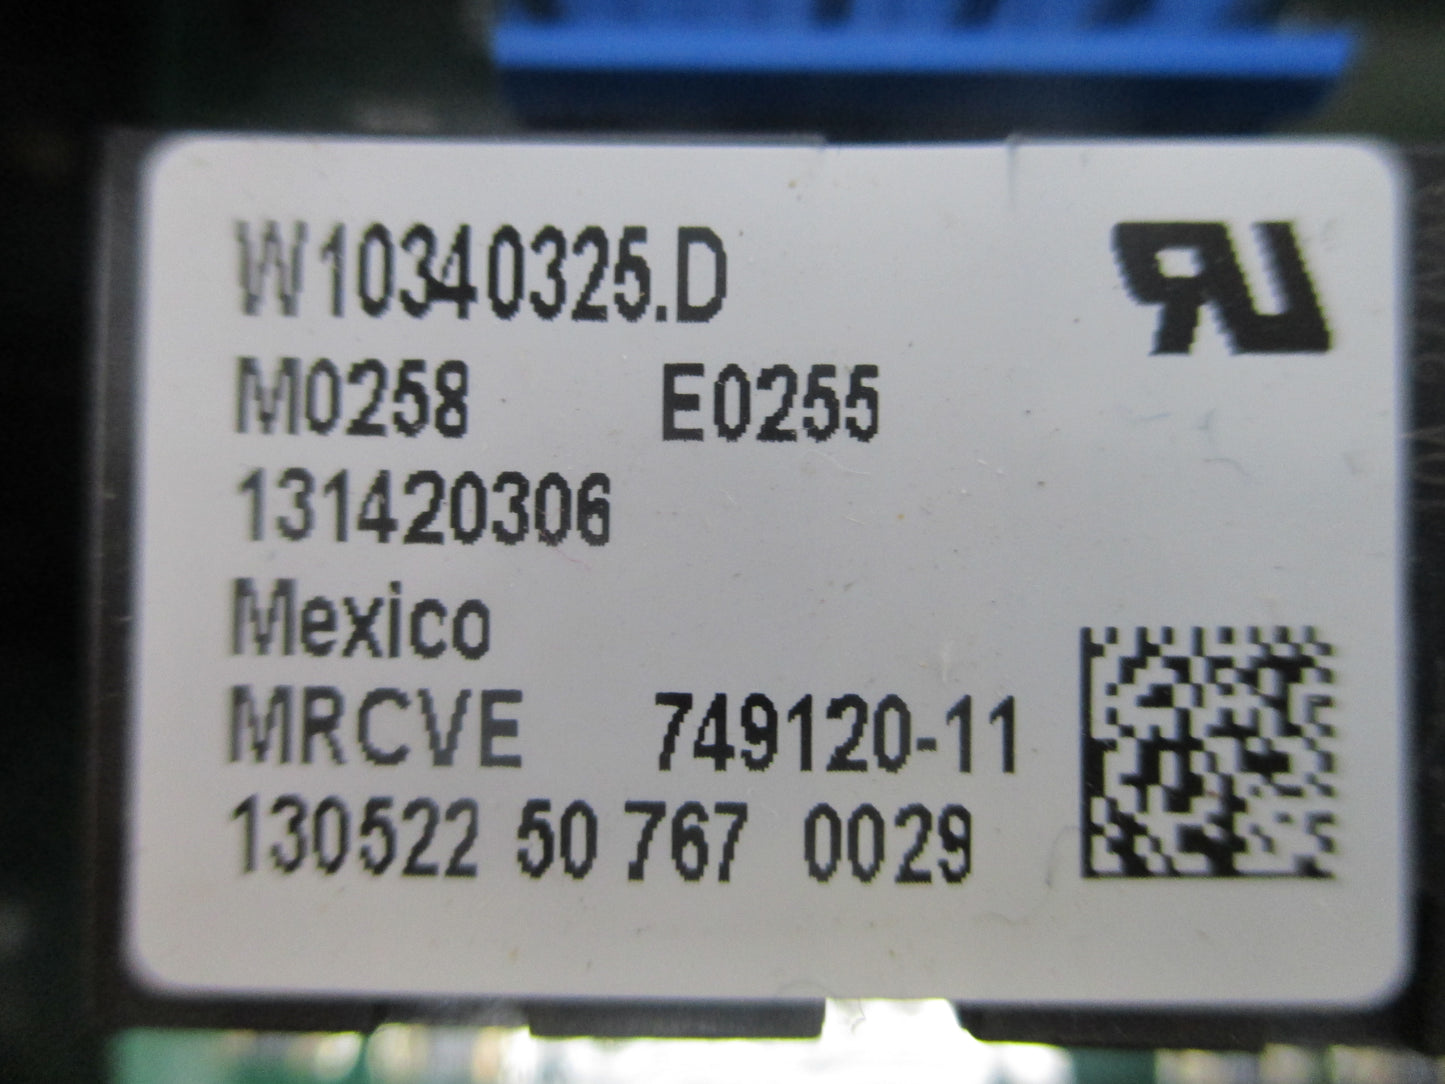 W10340325.D
M0258 E0255
131420306
Mexico
MRCVE 749120-11
130522 50 767 0029